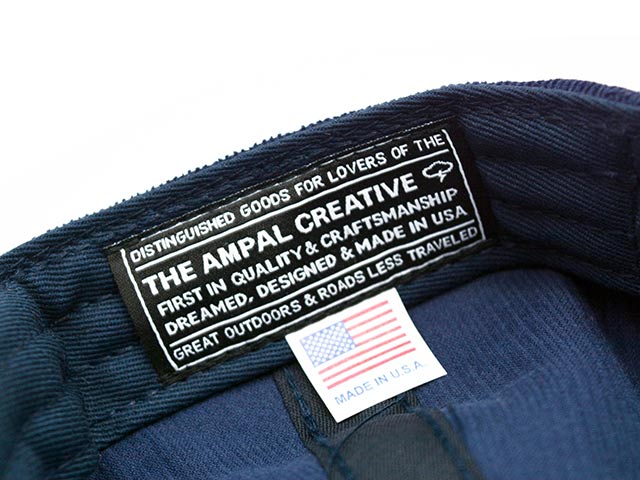 DISTINGUISHED GOODS FOR LOVERS OF THE
THE AMPAL CREATIVE
FIRST IN QUALITY & CRAFTSMANSHIP
DREAMED, DESIGNED & MADE IN USA
GREAT OUTDOORS & ROADS LESS TRAVELED
MADE IN U.S.A.